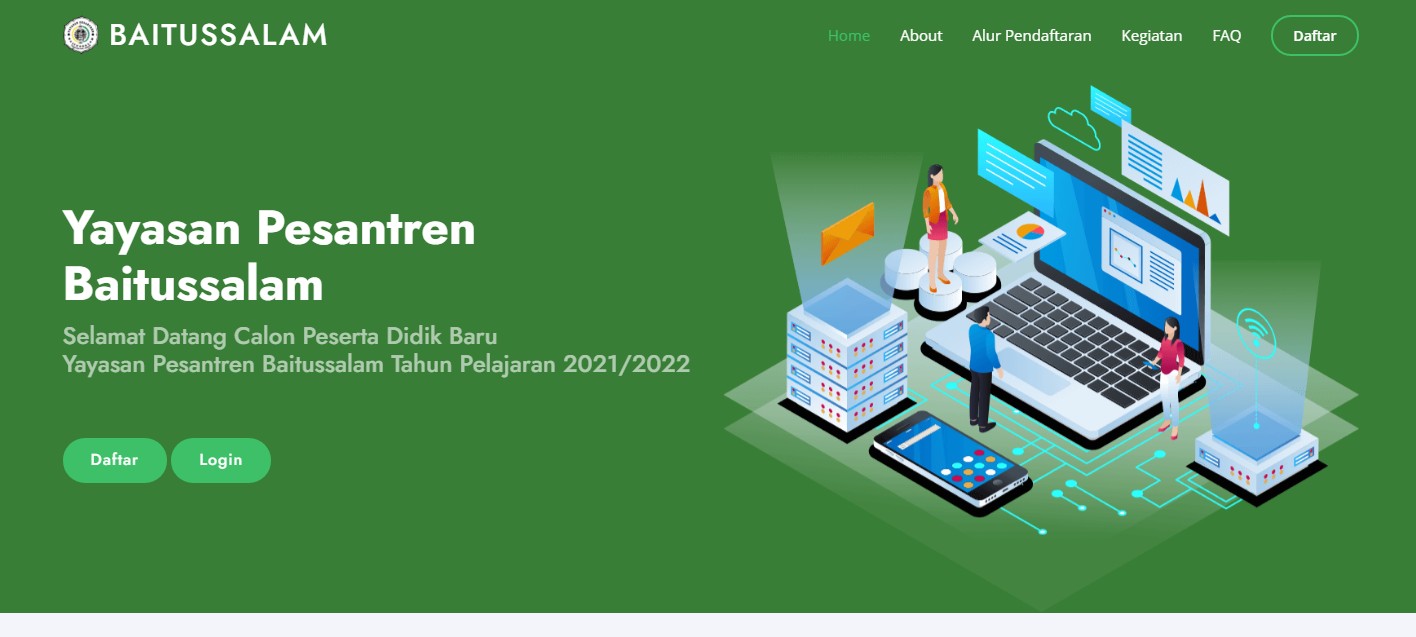 BAITUSSALAM
Home About Alur Pendaftaran Kegiatan FAQ Daftar
Yayasan Pesantren
Baitussalam
Selamat Datang Calon Peserta Didik Baru
Yayasan Pesantren Baitussalam Tahun Pelajaran 2021/2022
Daftar Login